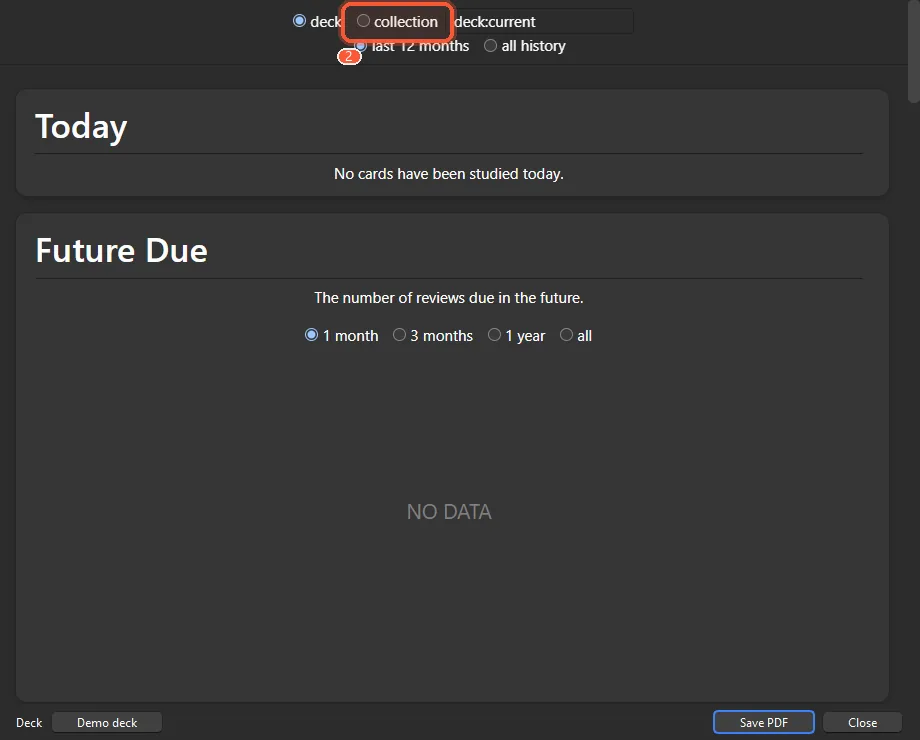 deck collection deck:current
2 last 12 months all history
Today
No cards have been studied today.
Future Due
The number of reviews due in the future.
1 month 3 months 1 year all
NO DATA
Deck Demo deck Save PDF Close